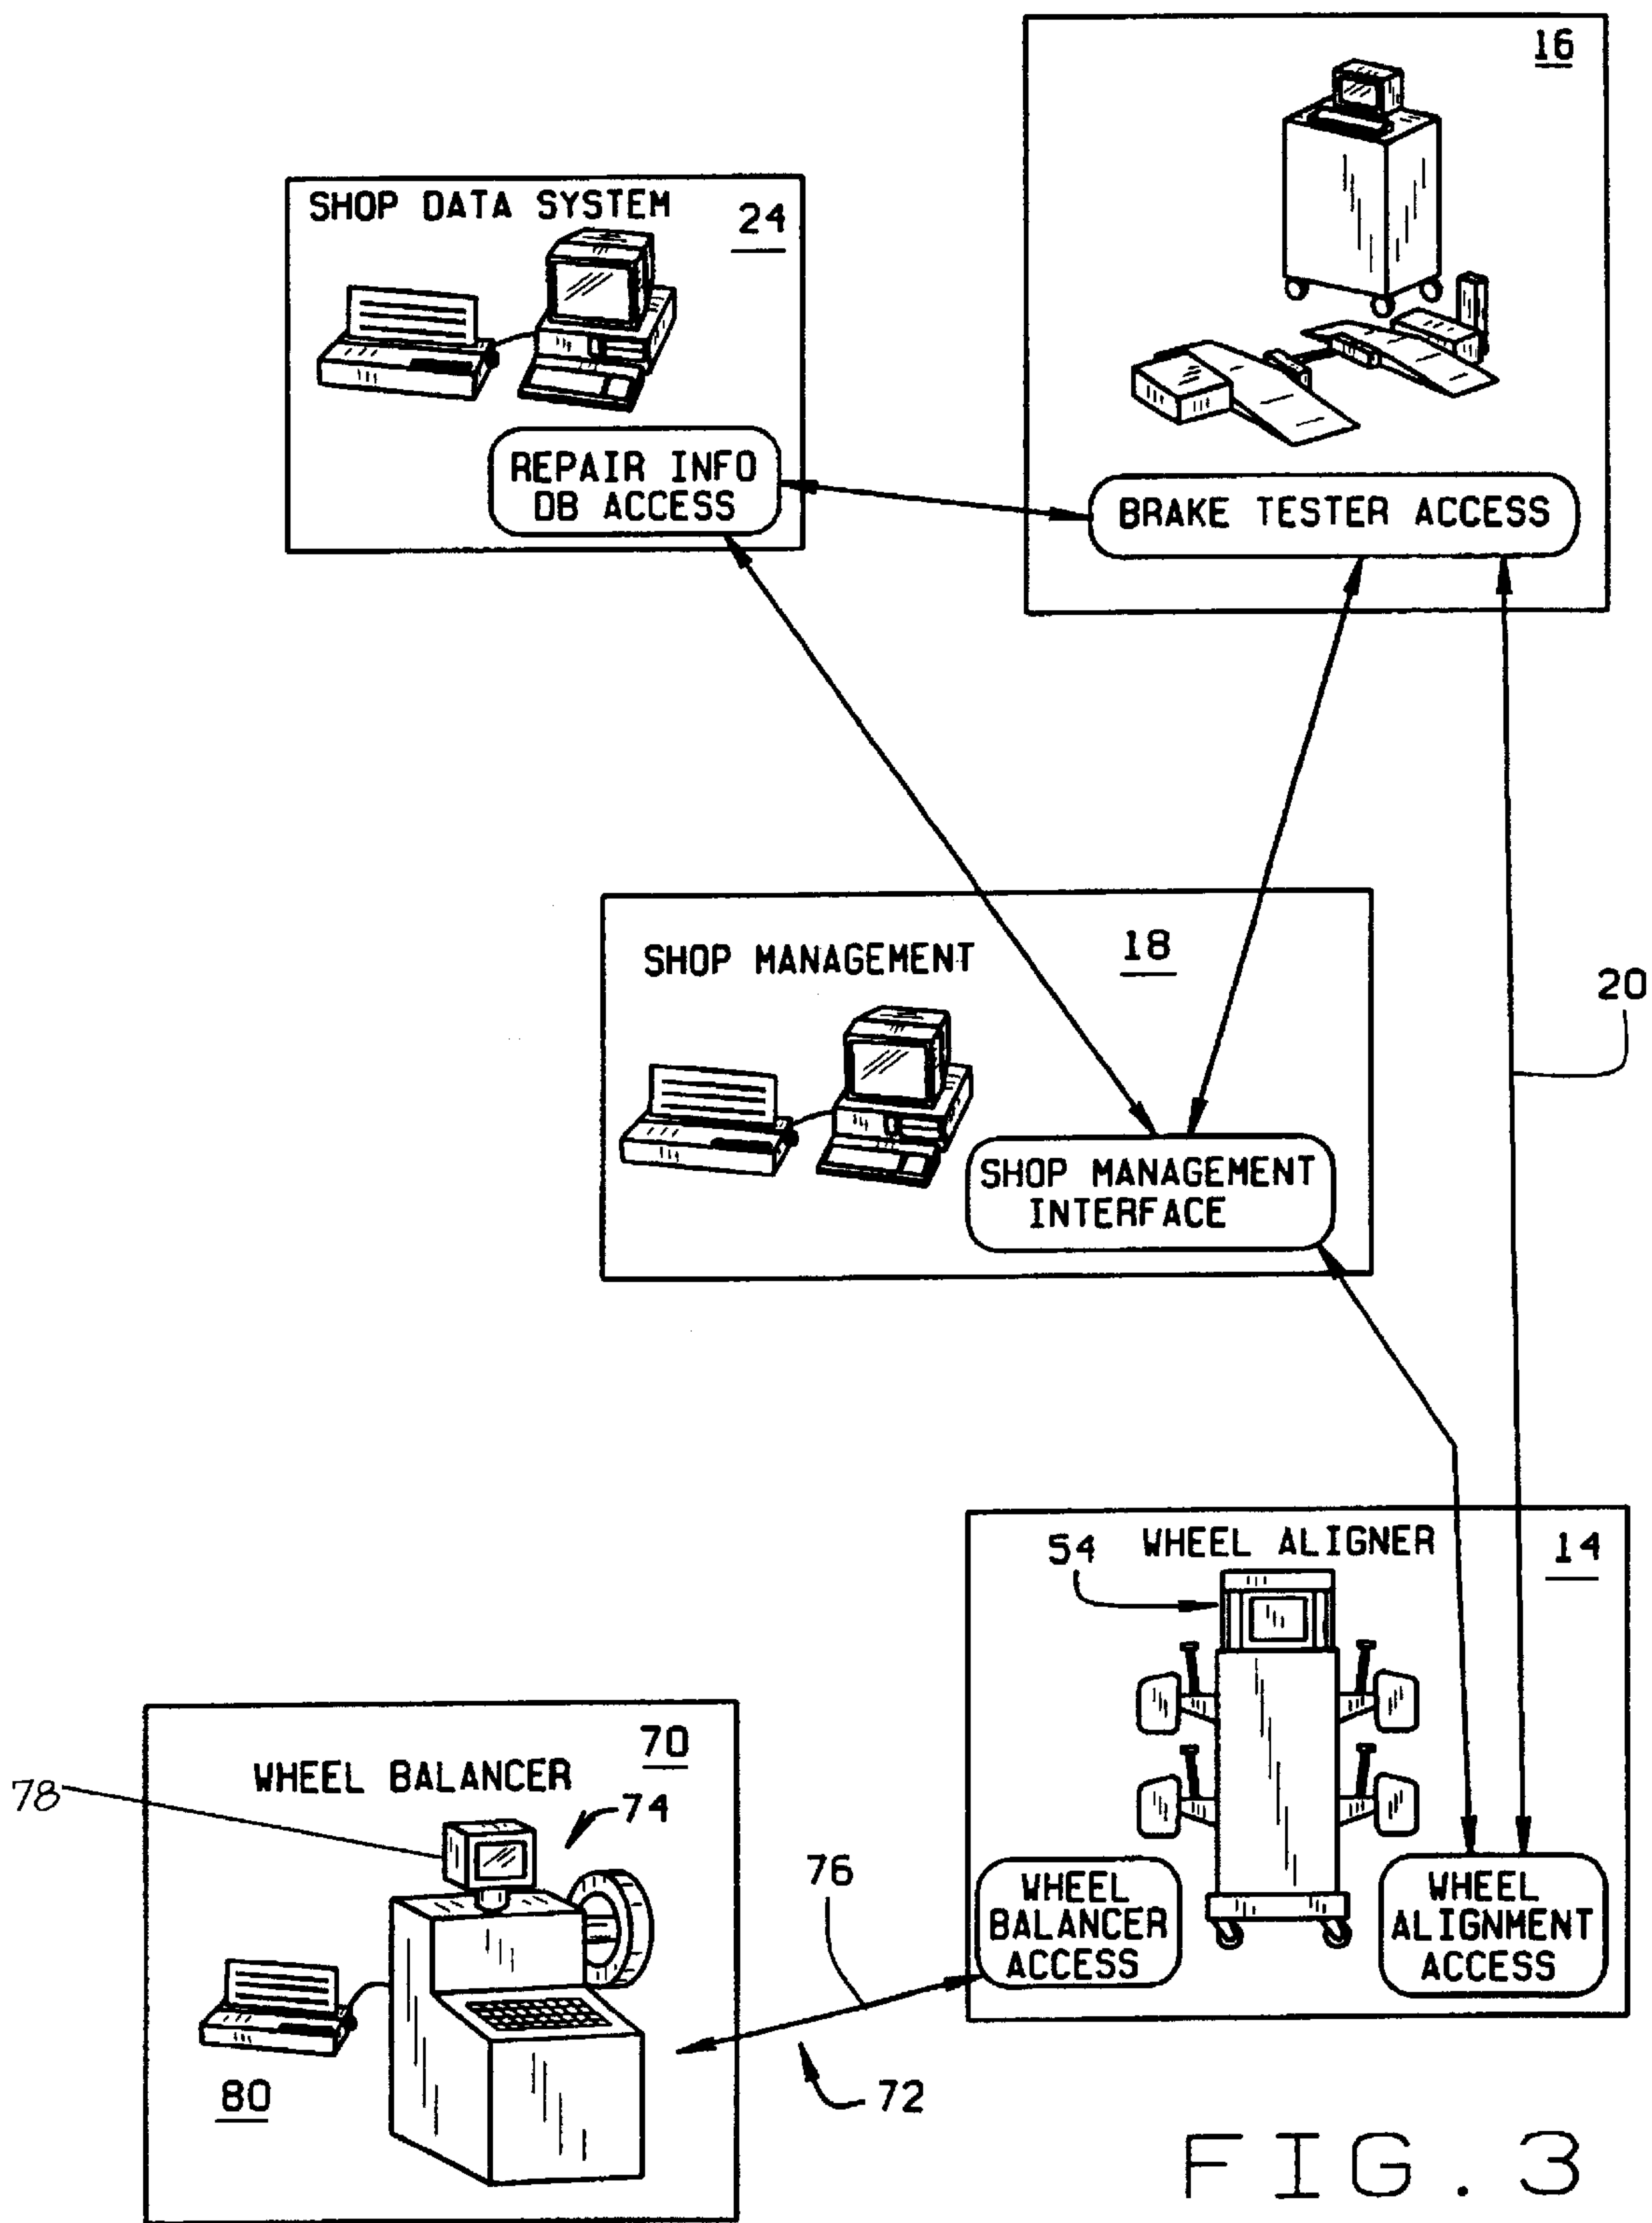 16
SHOP DATA SYSTEM
24
REPAIR INFO
DB ACCESS
BRAKE TESTER ACCESS
SHOP MANAGEMENT
18
20
SHOP MANAGEMENT
INTERFACE
54
WHEEL ALIGNER
14
70
WHEEL BALANCER
78
74
76
WHEEL
BALANCER
ACCESS
WHEEL
ALIGNMENT
ACCESS
80
72
FIG. 3